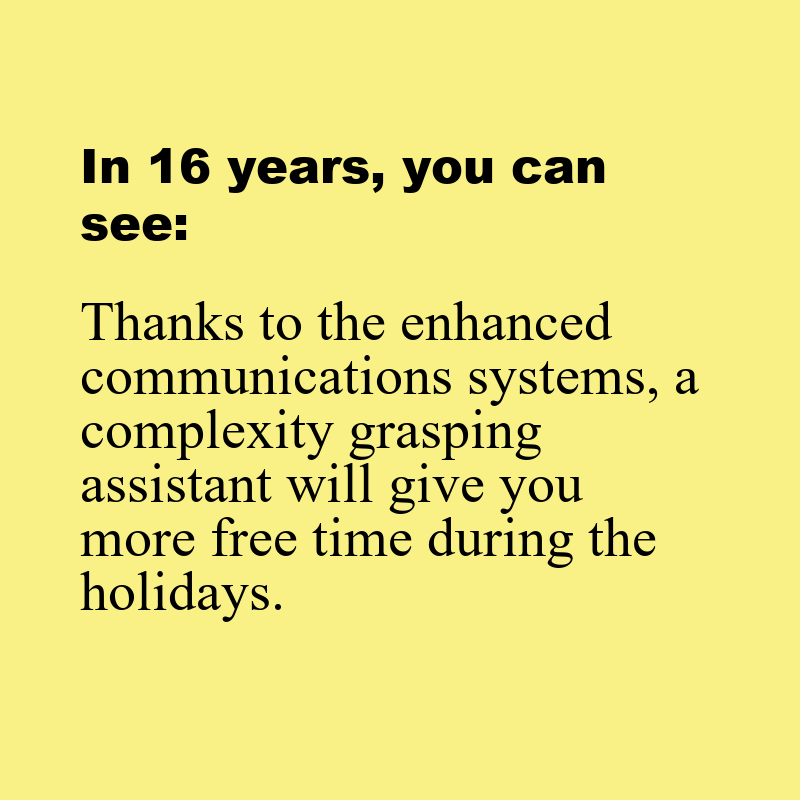 In 16 years, you can
see:
Thanks to the enhanced
communications systems, a
complexity grasping
assistant will give you
more free time during the
holidays.